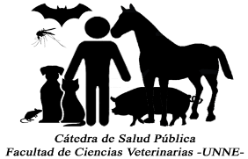 Cátedra de Salud Pública
Facultad de Ciencias Veterinarias -UNNE-